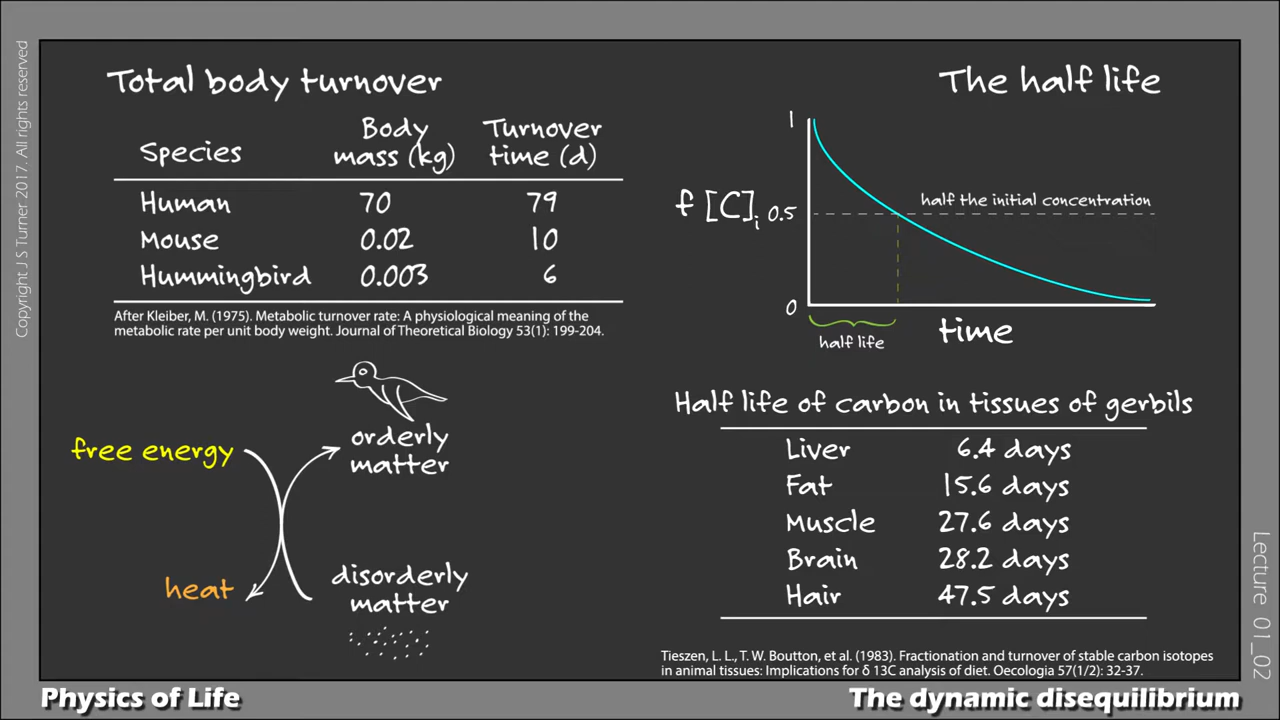 Copyright J S Turner 2017. All rights reserved
Total body turnover
Species Body mass (kg) Turnover time (d)
Human 70 79
Mouse 0.02 10
Hummingbird 0.003 6
After Kleiber, M. (1975). Metabolic turnover rate: A physiological meaning of the
metabolic rate per unit body weight. Journal of Theoretical Biology 53(1): 199-204.
free energy
orderly
matter
heat
disorderly
matter
The half life
1
f [C]i 0.5
half the initial concentration
0
half life
time
Half life of carbon in tissues of gerbils
Liver 6.4 days
Fat 15.6 days
Muscle 27.6 days
Brain 28.2 days
Hair 47.5 days
Tieszen, L. L., T. W. Boutton, et al. (1983). Fractionation and turnover of stable carbon isotopes
in animal tissues: Implications for δ 13C analysis of diet. Oecologia 57(1/2): 32-37.
Lecture 01_02
Physics of Life
The dynamic disequilibrium